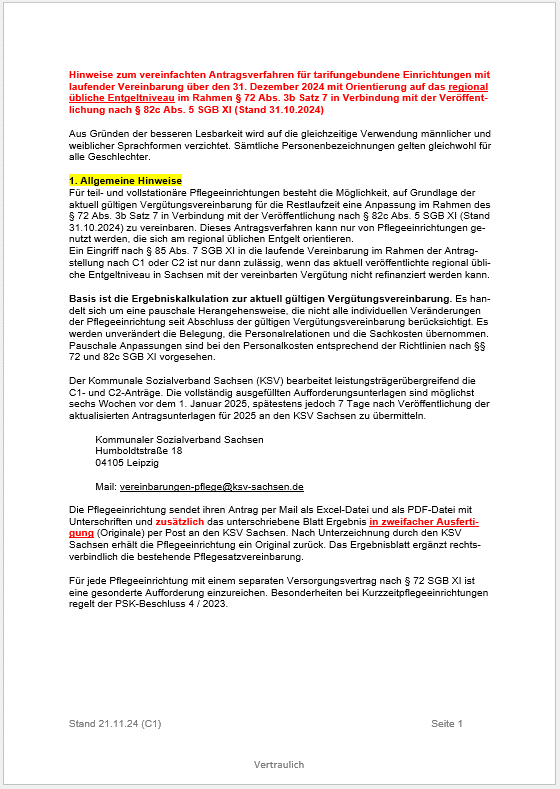 Hinweise zum vereinfachten Antragsverfahren für tarifungebundene Einrichtungen mit
laufender Vereinbarung über den 31. Dezember 2024 mit Orientierung auf das regional
übliche Entgeltniveau im Rahmen § 72 Abs. 3b Satz 7 in Verbindung mit der Veröffent-
lichung nach § 82c Abs. 5 SGB XI (Stand 31.10.2024)
Aus Gründen der besseren Lesbarkeit wird auf die gleichzeitige Verwendung männlicher und
weiblicher Sprachformen verzichtet. Sämtliche Personenbezeichnungen gelten gleichwohl für
alle Geschlechter.
1. Allgemeine Hinweise
Für teil- und vollstationäre Pflegeeinrichtungen besteht die Möglichkeit, auf Grundlage der
aktuell gültigen Vergütungsvereinbarung für die Restlaufzeit eine Anpassung im Rahmen des
§ 72 Abs. 3b Satz 7 in Verbindung mit der Veröffentlichung nach § 82c Abs. 5 SGB XI (Stand
31.10.2024) zu vereinbaren. Dieses Antragsverfahren kann nur von Pflegeeinrichtungen ge-
nutzt werden, die sich am regional üblichen Entgelt orientieren.
Ein Eingriff nach § 85 Abs. 7 SGB XI in die laufende Vereinbarung im Rahmen der Antrag-
stellung nach C1 oder C2 ist nur dann zulässig, wenn das aktuell veröffentlichte regional übli-
che Entgeltniveau in Sachsen mit der vereinbarten Vergütung nicht refinanziert werden kann.
Basis ist die Ergebniskalkulation zur aktuell gültigen Vergütungsvereinbarung. Es han-
delt sich um eine pauschale Herangehensweise, die nicht alle individuellen Veränderungen
der Pflegeeinrichtung seit Abschluss der gültigen Vergütungsvereinbarung berücksichtigt. Es
werden unverändert die Belegung, die Personalrelationen und die Sachkosten übernommen.
Pauschale Anpassungen sind bei den Personalkosten entsprechend der Richtlinien nach §§
72 und 82c SGB XI vorgesehen.
Der Kommunale Sozialverband Sachsen (KSV) bearbeitet leistungsträgerübergreifend die
C1- und C2-Anträge. Die vollständig ausgefüllten Aufforderungsunterlagen sind möglichst
sechs Wochen vor dem 1. Januar 2025, spätestens jedoch 7 Tage nach Veröffentlichung der
aktualisierten Antragsunterlagen für 2025 an den KSV Sachsen zu übermitteln.
Kommunaler Sozialverband Sachsen
Humboldtstraße 18
04105 Leipzig
Mail: vereinbarungen-pflege@ksv-sachsen.de
Die Pflegeeinrichtung sendet ihren Antrag per Mail als Excel-Datei und als PDF-Datei mit
Unterschriften und zusätzlich das unterschriebene Blatt Ergebnis in zweifacher Ausferti-
gung (Originale) per Post an den KSV Sachsen. Nach Unterzeichnung durch den KSV
Sachsen erhält die Pflegeeinrichtung ein Original zurück. Das Ergebnisblatt ergänzt rechts-
verbindlich die bestehende Pflegesatzvereinbarung.
Für jede Pflegeeinrichtung mit einem separaten Versorgungsvertrag nach § 72 SGB XI ist
eine gesonderte Aufforderung einzureichen. Besonderheiten bei Kurzzeitpflegeeinrichtungen
regelt der PSK-Beschluss 4 / 2023.
Stand 21.11.24 (C1) Seite 1
Vertraulich